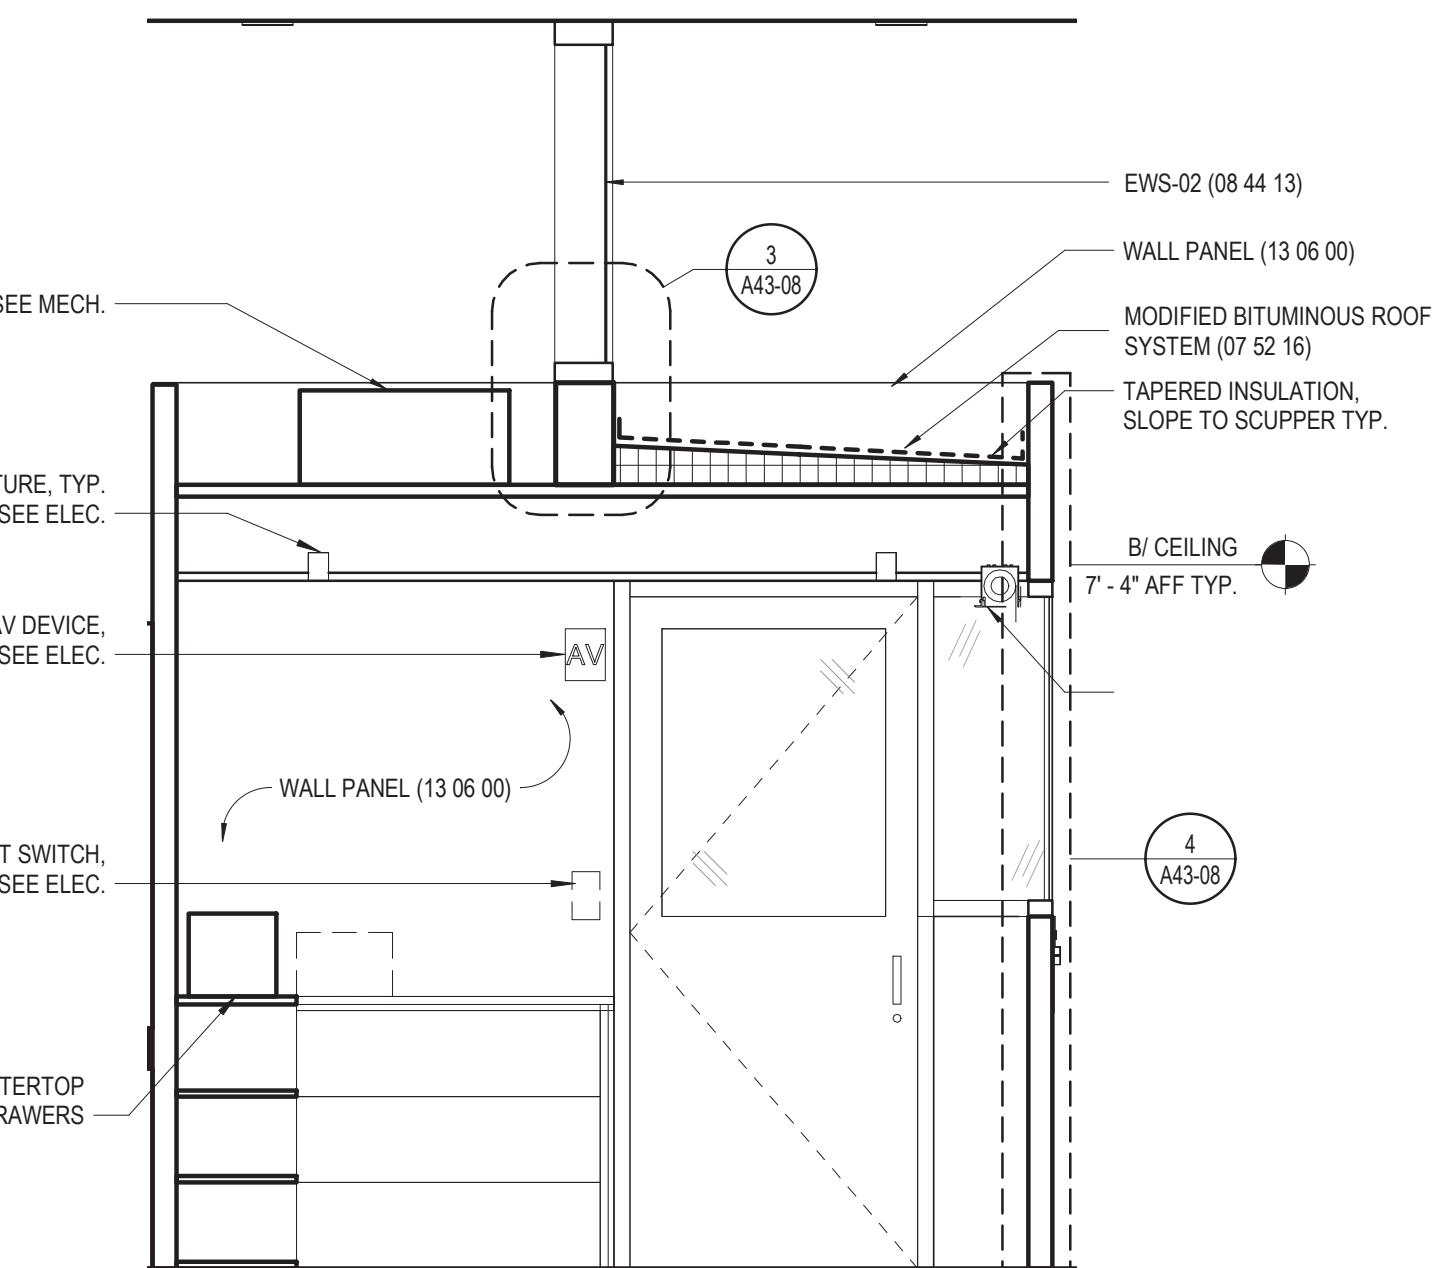 EWS-02 (08 44 13)
3
A43-08
WALL PANEL (13 06 00)
SEE MECH.
MODIFIED BITUMINOUS ROOF
SYSTEM (07 52 16)
TAPERED INSULATION,
SLOPE TO SCUPPER TYP.
TURE, TYP.
SEE ELEC.
B/ CEILING
7' - 4" AFF TYP.
AV DEVICE,
SEE ELEC.
AV
WALL PANEL (13 06 00)
T SWITCH,
SEE ELEC.
4
A43-08
TERTOP
RAWERS